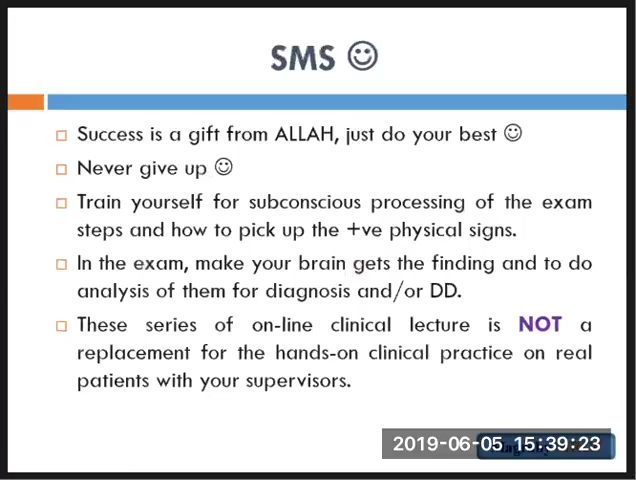 SMS ☺
Success is a gift from ALLAH, just do your best ☺
Never give up ☺
Train yourself for subconscious processing of the exam
steps and how to pick up the +ve physical signs.
In the exam, make your brain gets the finding and to do
analysis of them for diagnosis and/or DD.
These series of on-line clinical lecture is NOT a
replacement for the hands-on clinical practice on real
patients with your supervisors.
2019-06-05 15:39:23